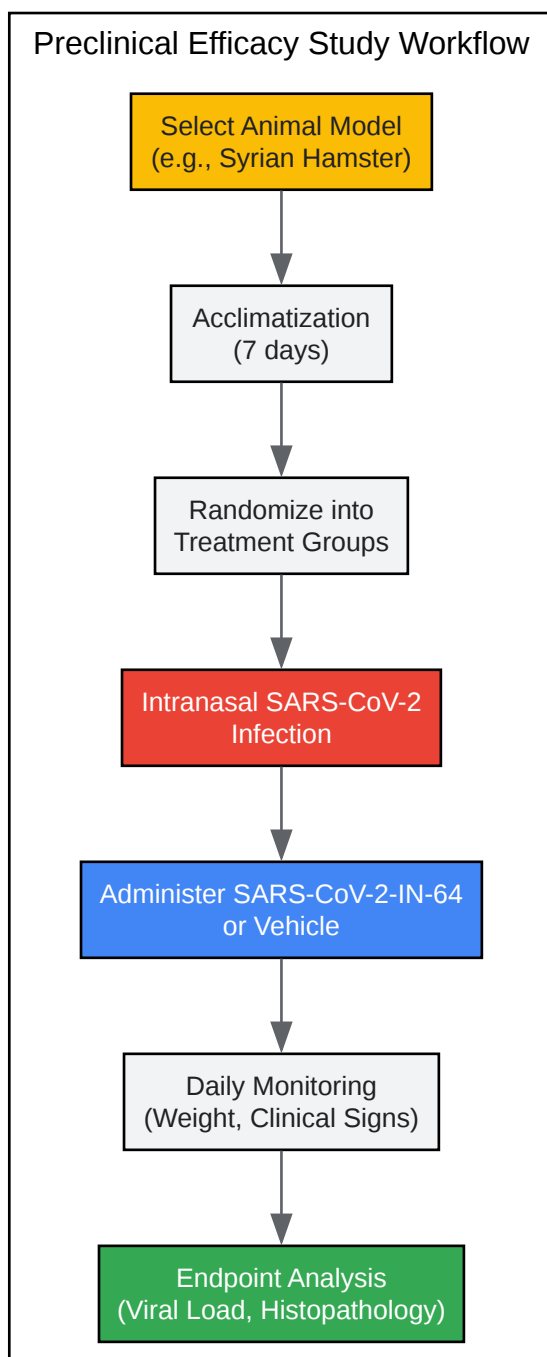 Preclinical Efficacy Study Workflow
Select Animal Model
(e.g., Syrian Hamster)
Acclimatization
(7 days)
Randomize into
Treatment Groups
Intranasal SARS-CoV-2
Infection
Administer SARS-CoV-2-IN-64
or Vehicle
Daily Monitoring
(Weight, Clinical Signs)
Endpoint Analysis
(Viral Load, Histopathology)